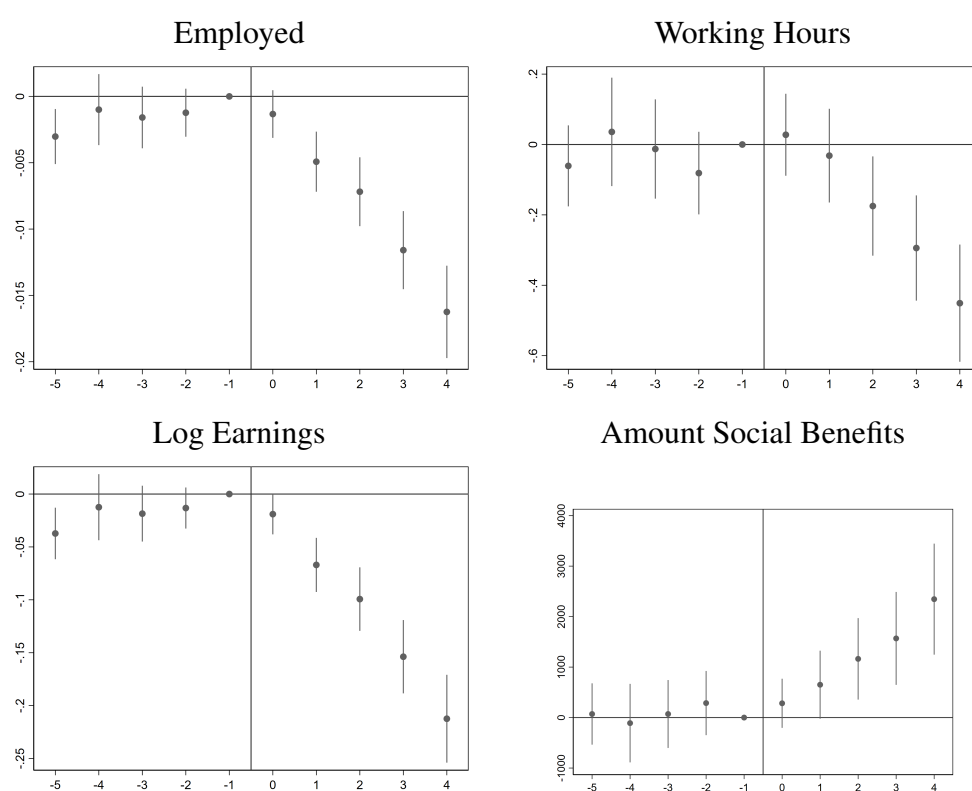 Employed
0
-.005
-.01
-.015
-.02
-5 -4 -3 -2 -1 0 1 2 3 4
Working Hours
.2
0
-.2
-.4
-.6
-5 -4 -3 -2 -1 0 1 2 3 4
Log Earnings
0
-.05
-.1
-.15
-.2
-.25
-5 -4 -3 -2 -1 0 1 2 3 4
Amount Social Benefits
4000
3000
2000
1000
0
-1000
-5 -4 -3 -2 -1 0 1 2 3 4